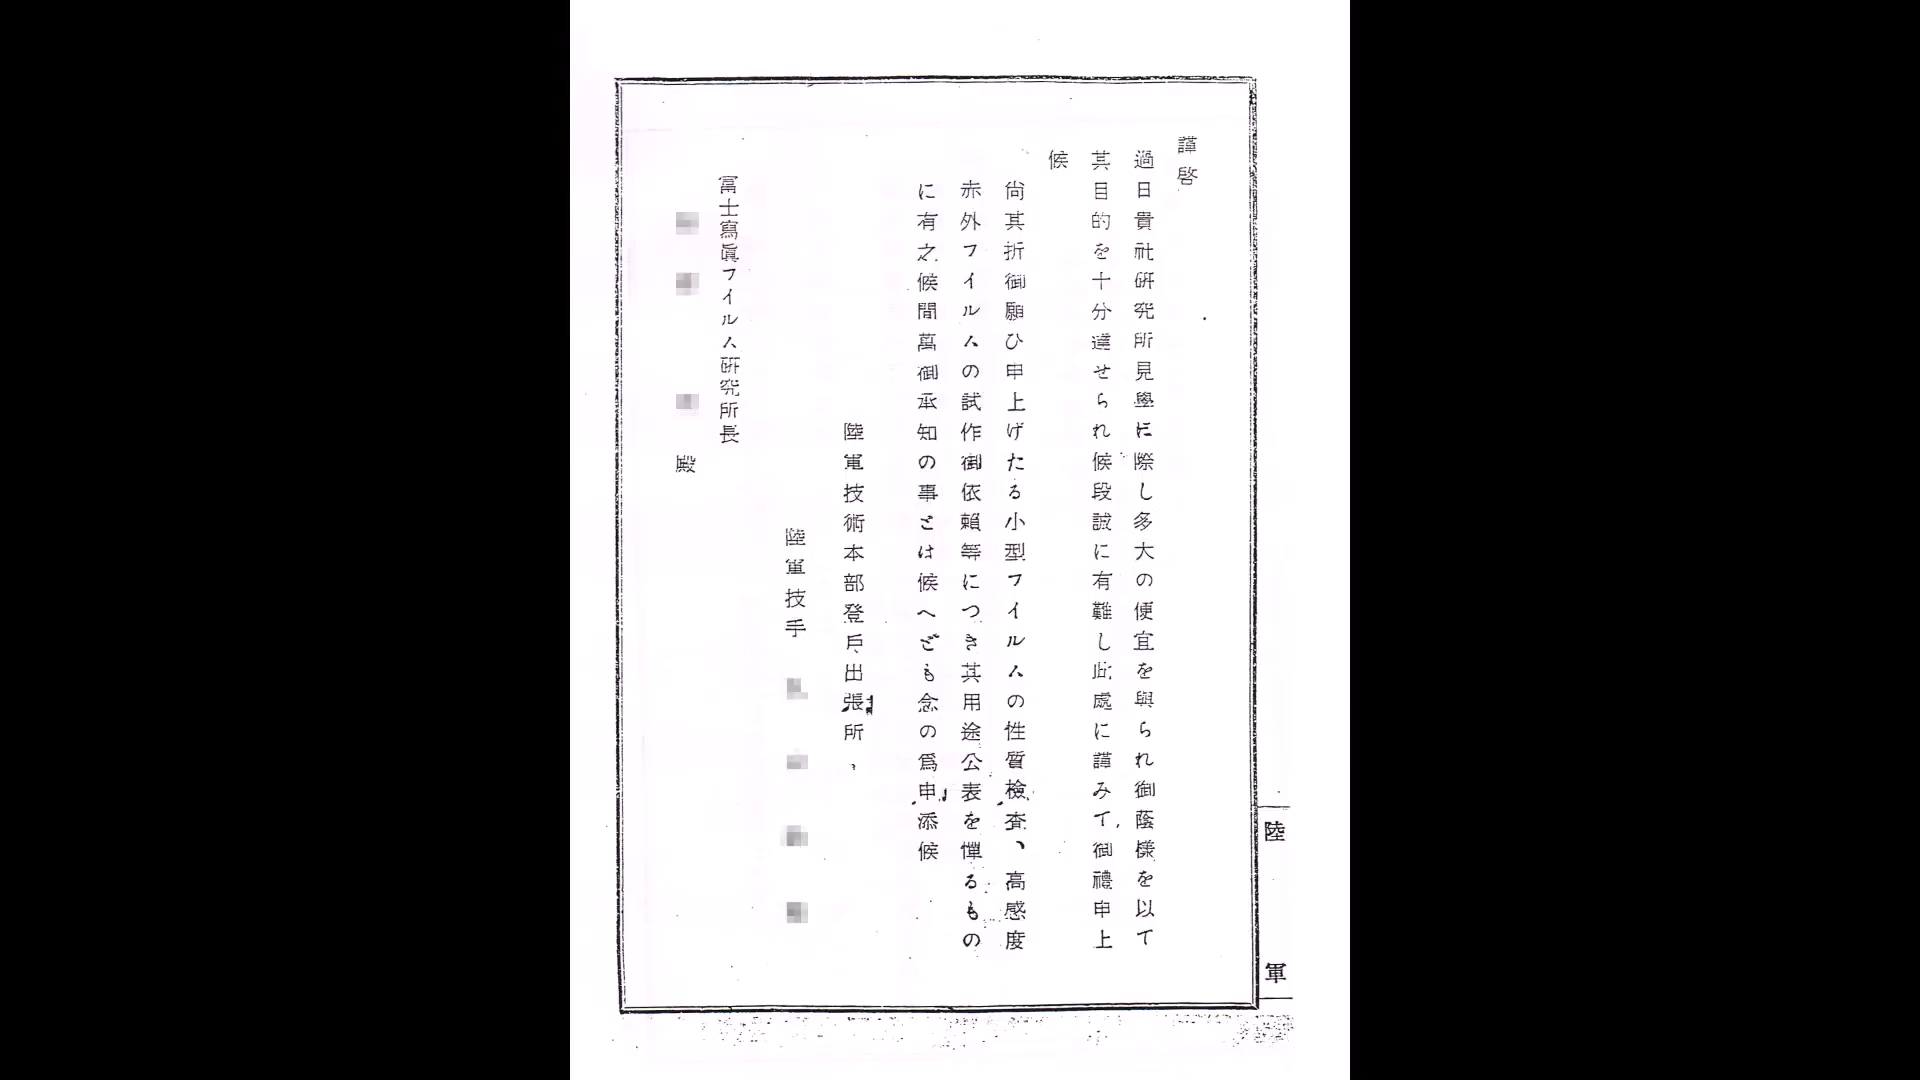 謹啓
過日貴社硏究所見學に際し多大の便宜を與られ御蔭樣を以て
其目的を十分達せられ候段誠に有難し此處に謹みて御禮申上
候
尙其折御願ひ申上げたる小型フイルムの性質檢査、高感度
赤外フイルムの試作御依賴等につき其用途公表を憚るもの
に有之候間萬御承知の事とは候へども念の爲申添候
陸軍技術本部登戶出張所
陸軍技手
富士寫眞フイルム硏究所長
殿
陸軍